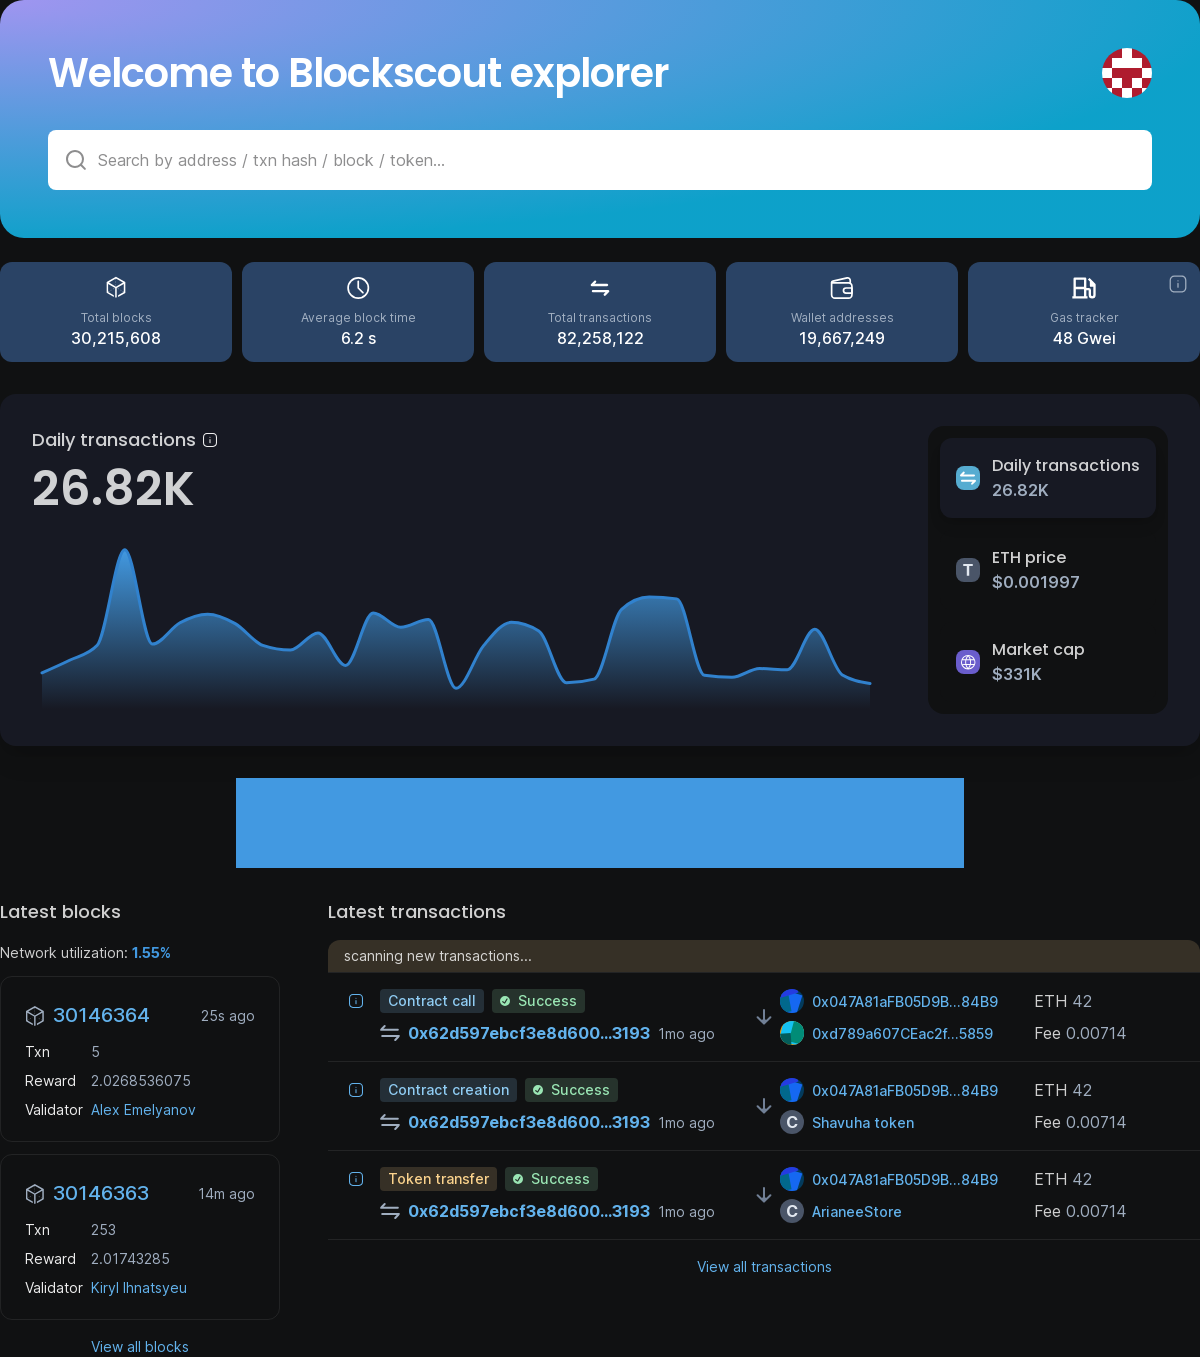 Welcome to Blockscout explorer
Search by address / txn hash / block / token...
Total blocks
30,215,608
Average block time
6.2 s
Total transactions
82,258,122
Wallet addresses
19,667,249
Gas tracker
48 Gwei
Daily transactions
26.82K
Daily transactions
26.82K
T
ETH price
$0.001997
Market cap
$331K
Latest blocks
Network utilization: 1.55%
30146364 25s ago
Txn 5
Reward 2.0268536075
Validator Alex Emelyanov
30146363 14m ago
Txn 253
Reward 2.01743285
Validator Kiryl Ihnatsyeu
View all blocks
Latest transactions
scanning new transactions...
Contract call Success 0x047A81aFB05D9B...84B9 ETH 42
0x62d597ebcf3e8d600...3193 1mo ago 0xd789a607CEac2f...5859 Fee 0.00714
Contract creation Success 0x047A81aFB05D9B...84B9 ETH 42
0x62d597ebcf3e8d600...3193 1mo ago C Shavuha token Fee 0.00714
Token transfer Success 0x047A81aFB05D9B...84B9 ETH 42
0x62d597ebcf3e8d600...3193 1mo ago C ArianeeStore Fee 0.00714
View all transactions